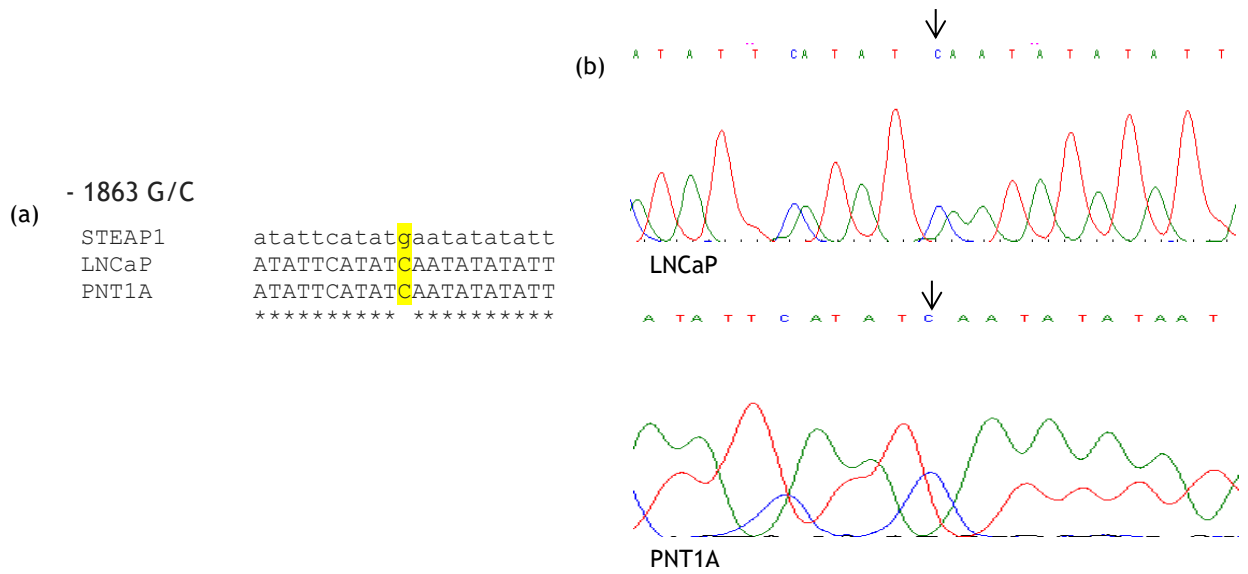 - 1863 G/C
(a)
STEAP1 atattcatatgaatatatatt
LNCaP ATATTCATATCAATATATATT
PNT1A ATATTCATATCAATATATATT
********** **********
(b)
A T A T T C A T A T C A A T A T A T A T T
LNCaP
A T A T T C A T A T C A A T A T A T A A T
PNT1A